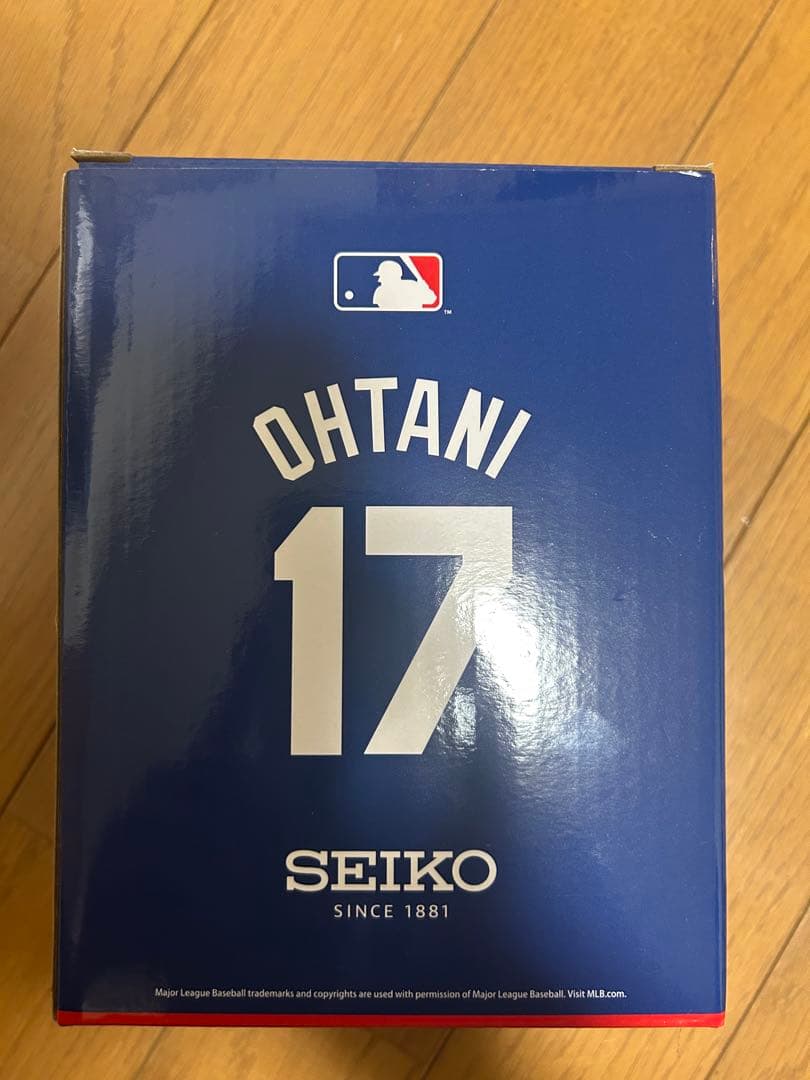 TM
OHTANI
17
SEIKO
SINCE 1881
Major League Baseball trademarks and copyrights are used with permission of Major League Baseball. Visit MLB.com.